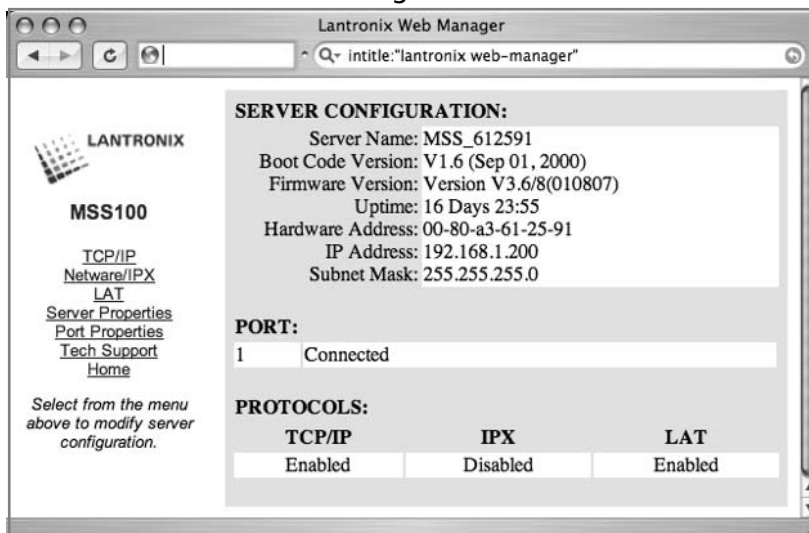 Lantronix Web Manager
intitle:"lantronix web-manager"
LANTRONIX
MSS100
TCP/IP
Netware/IPX
LAT
Server Properties
Port Properties
Tech Support
Home
Select from the menu
above to modify server
configuration.
SERVER CONFIGURATION:
Server Name: MSS_612591
Boot Code Version: V1.6 (Sep 01, 2000)
Firmware Version: Version V3.6/8(010807)
Uptime: 16 Days 23:55
Hardware Address: 00-80-a3-61-25-91
IP Address: 192.168.1.200
Subnet Mask: 255.255.255.0
PORT:
1 Connected
PROTOCOLS:
TCP/IP IPX LAT
Enabled Disabled Enabled